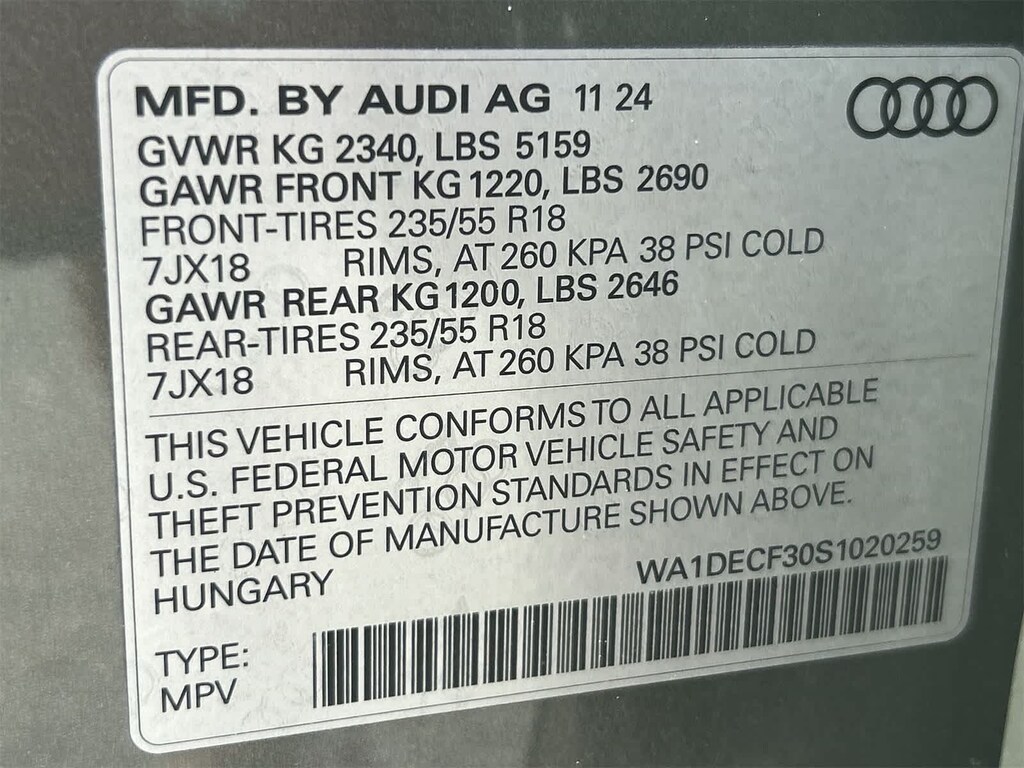 MFD. BY AUDI AG 11 24
GVWR KG 2340, LBS 5159
GAWR FRONT KG 1220, LBS 2690
FRONT-TIRES 235/55 R18
7JX18 RIMS, AT 260 KPA 38 PSI COLD
GAWR REAR KG 1200, LBS 2646
REAR-TIRES 235/55 R18
7JX18 RIMS, AT 260 KPA 38 PSI COLD
THIS VEHICLE CONFORMS TO ALL APPLICABLE
U.S. FEDERAL MOTOR VEHICLE SAFETY AND
THEFT PREVENTION STANDARDS IN EFFECT ON
THE DATE OF MANUFACTURE SHOWN ABOVE.
HUNGARY WA1DECF30S1020259
TYPE:
MPV